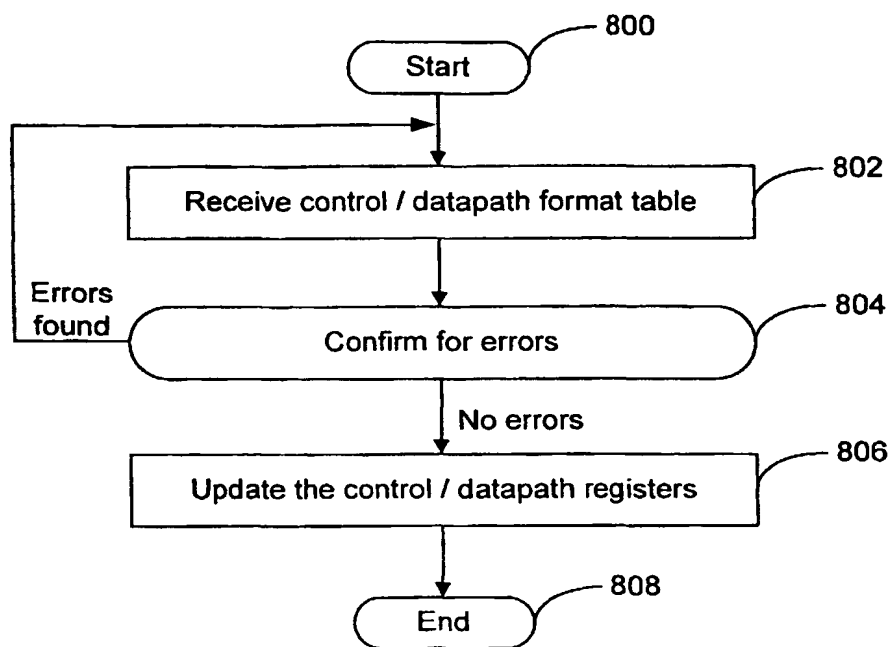 800
Start
802
Receive control / datapath format table
Errors
found
804
Confirm for errors
No errors
806
Update the control / datapath registers
808
End